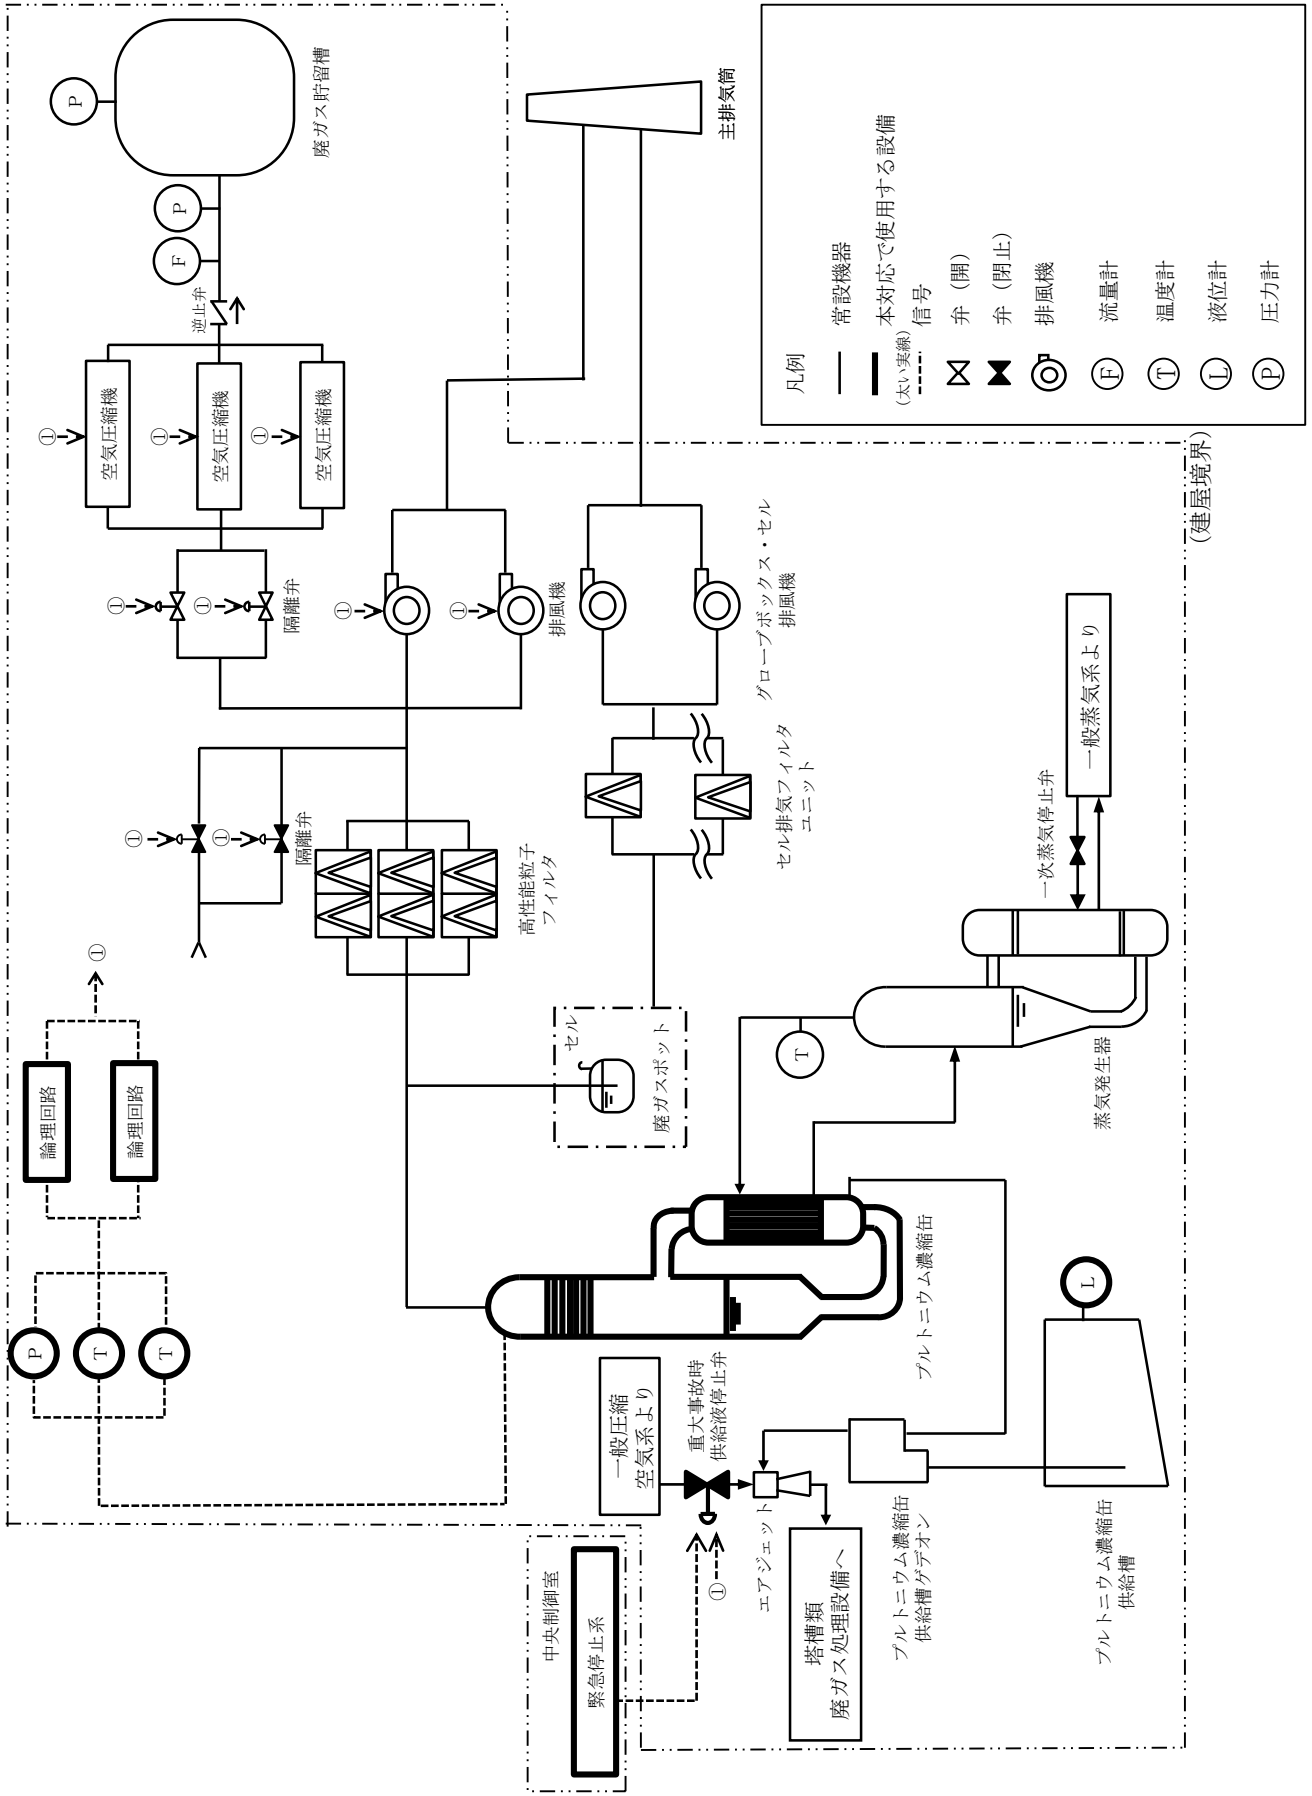 中央制御室
緊急停止系
①
塔槽類
廃ガス処理設備へ
エアジェット
一般圧縮
空気系より
重大事故時
供給液停止弁
プルトニウム濃縮缶
供給槽ゲデオン
プルトニウム濃縮缶
供給槽
L
プルトニウム濃縮缶
P
T
T
論理回路
論理回路
①
セル
廃ガスポット
T
蒸気発生器
一次蒸気停止弁
一般蒸気系より
高性能粒子
フィルタ
①
①
隔離弁
セル排気フィルタ
ユニット
①
①
隔離弁
①
①
排風機
グローブボックス・セル
排風機
①
①
①
空気圧縮機
空気圧縮機
空気圧縮機
逆止弁
F
P
P
廃ガス貯留槽
主排気筒
(建屋境界)
凡例
常設機器
本対応で使用する設備
(太い実線)
信号
弁（開）
弁（閉止）
排風機
F 流量計
T 温度計
L 液位計
P 圧力計